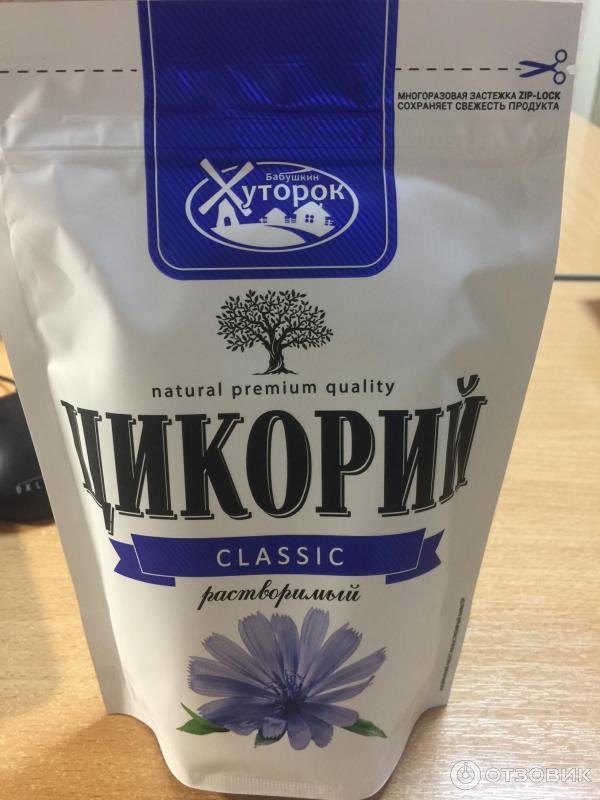 МНОГОРАЗОВАЯ ЗАСТЕЖКА ZIP-LOCK
СОХРАНЯЕТ СВЕЖЕСТЬ ПРОДУКТА
Бабушкин
Хуторок
natural premium quality
ЦИКОРИЙ
CLASSIC
растворимый
ОТЗОВИК